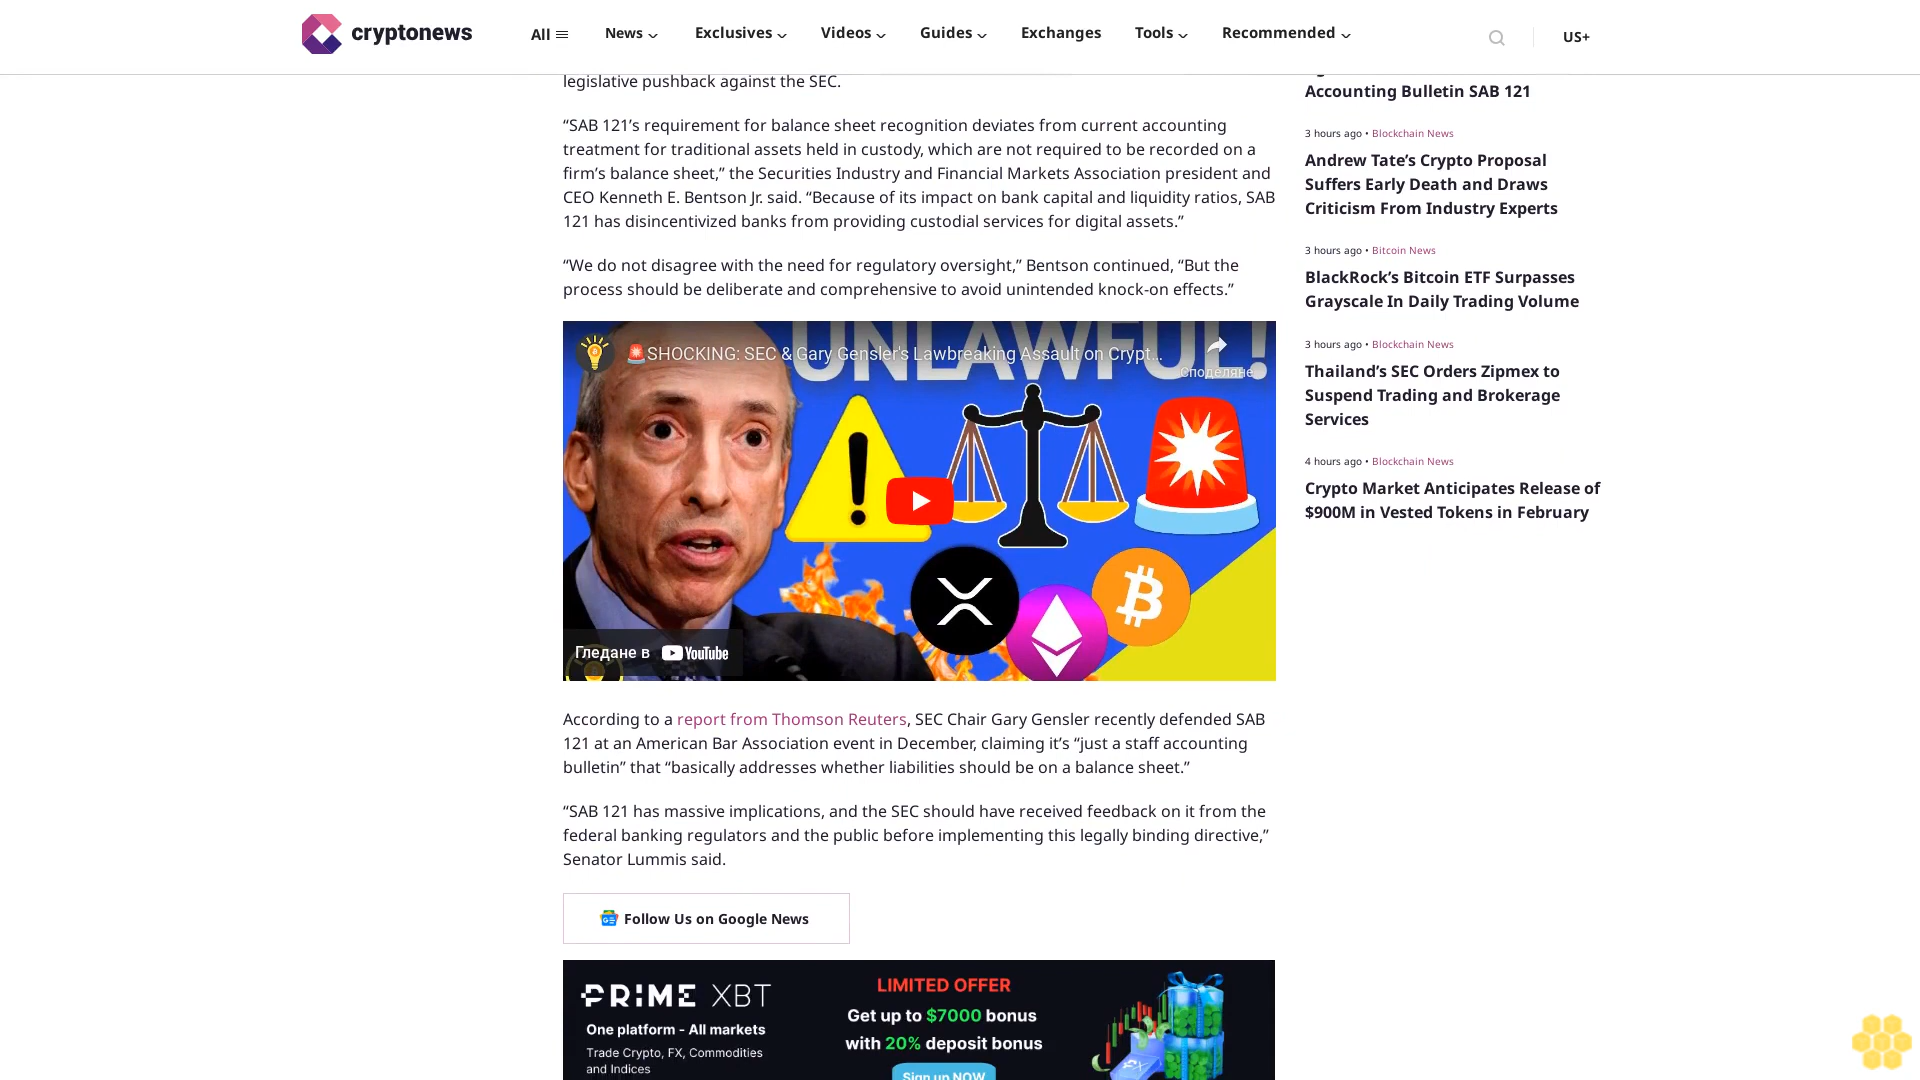 cryptonews
All
News
Exclusives
Videos
Guides
Exchanges
Tools
Recommended
US+
legislative pushback against the SEC.
“SAB 121’s requirement for balance sheet recognition deviates from current accounting
treatment for traditional assets held in custody, which are not required to be recorded on a
firm’s balance sheet,” the Securities Industry and Financial Markets Association president and
CEO Kenneth E. Bentson Jr. said. “Because of its impact on bank capital and liquidity ratios, SAB
121 has disincentivized banks from providing custodial services for digital assets.”
“We do not disagree with the need for regulatory oversight,” Bentson continued, “But the
process should be deliberate and comprehensive to avoid unintended knock-on effects.”
UNLAWFUL!
🚨SHOCKING: SEC & Gary Gensler's Lawbreaking Assault on Crypt...
Споделяне
Гледане в YouTube
According to a report from Thomson Reuters, SEC Chair Gary Gensler recently defended SAB
121 at an American Bar Association event in December, claiming it’s “just a staff accounting
bulletin” that “basically addresses whether liabilities should be on a balance sheet.”
“SAB 121 has massive implications, and the SEC should have received feedback on it from the
federal banking regulators and the public before implementing this legally binding directive,”
Senator Lummis said.
Follow Us on Google News
PRIME XBT
One platform - All markets
Trade Crypto, FX, Commodities
and Indices
LIMITED OFFER
Get up to $7000 bonus
with 20% deposit bonus
Sign up NOW
Accounting Bulletin SAB 121
3 hours ago • Blockchain News
Andrew Tate’s Crypto Proposal
Suffers Early Death and Draws
Criticism From Industry Experts
3 hours ago • Bitcoin News
BlackRock’s Bitcoin ETF Surpasses
Grayscale In Daily Trading Volume
3 hours ago • Blockchain News
Thailand’s SEC Orders Zipmex to
Suspend Trading and Brokerage
Services
4 hours ago • Blockchain News
Crypto Market Anticipates Release of
$900M in Vested Tokens in February